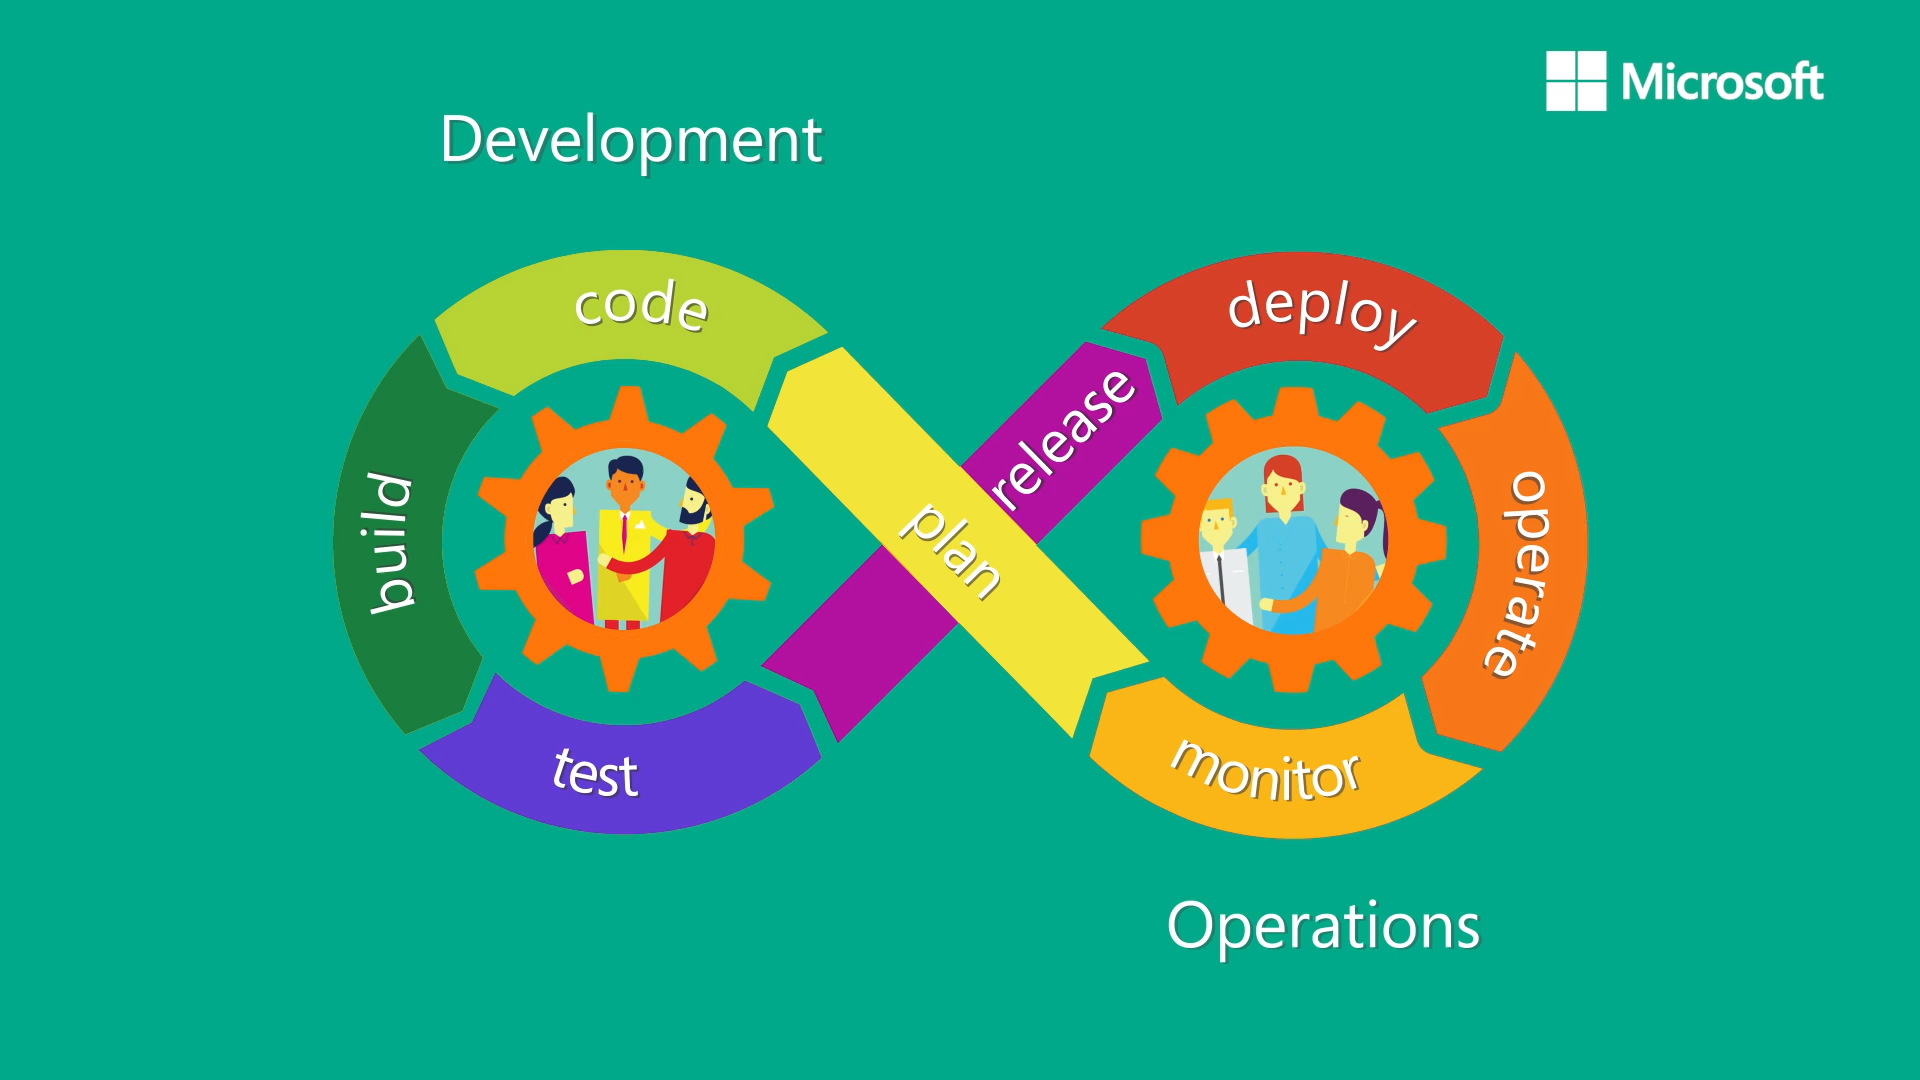 Microsoft
Development
code
deploy
build
release
plan
operate
test
monitor
Operations